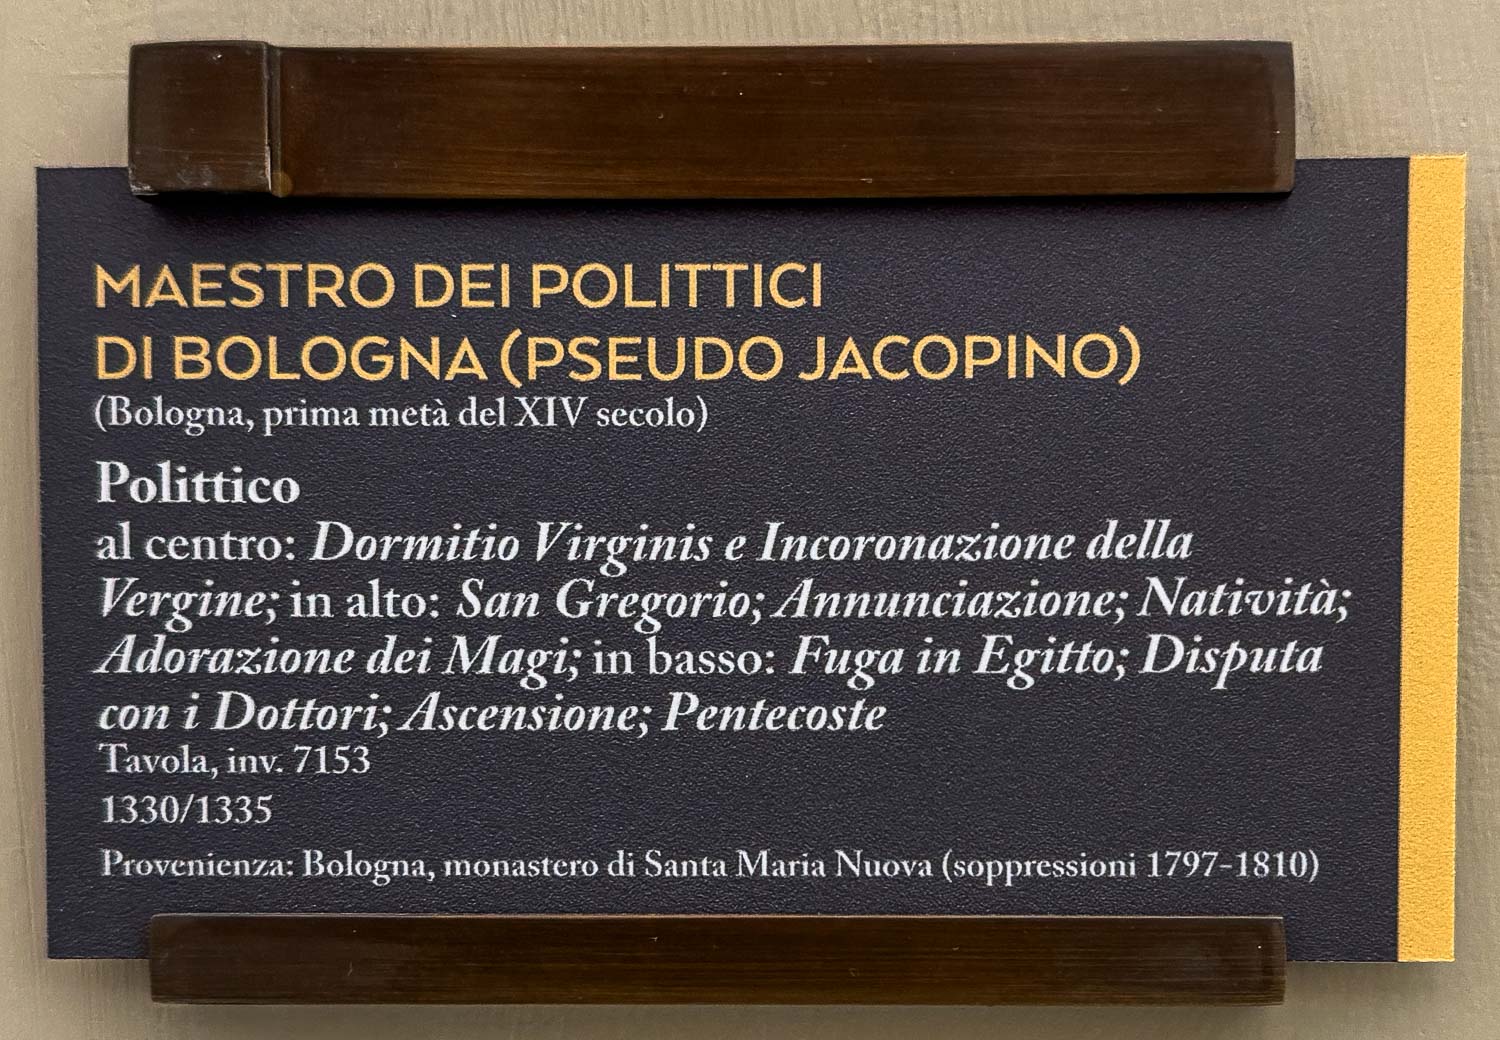 MAESTRO DEI POLITTICI
DI BOLOGNA (PSEUDO JACOPINO)
(Bologna, prima metà del XIV secolo)
Polittico
al centro: Dormitio Virginis e Incoronazione della
Vergine; in alto: San Gregorio; Annunciazione; Natività;
Adorazione dei Magi; in basso: Fuga in Egitto; Disputa
con i Dottori; Ascensione; Pentecoste
Tavola, inv. 7153
1330/1335
Provenienza: Bologna, monastero di Santa Maria Nuova (soppressioni 1797-1810)